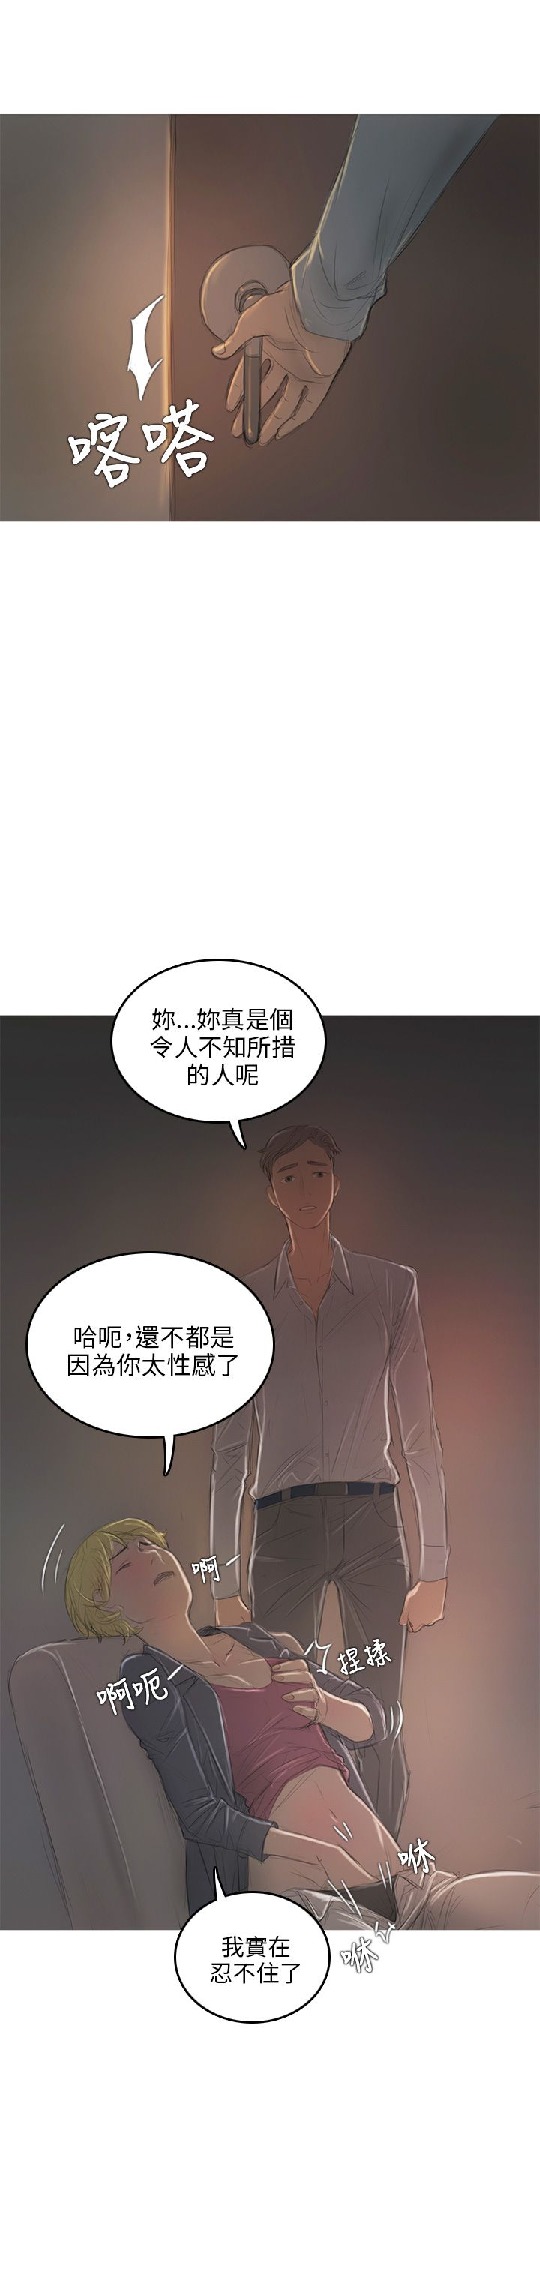 喀嗒
妳...妳真是個
令人不知所措
的人呢
哈呃,還不都是
因為你太性感了
啊
捏揉
啊呃
咻
我實在
忍不住了
咻